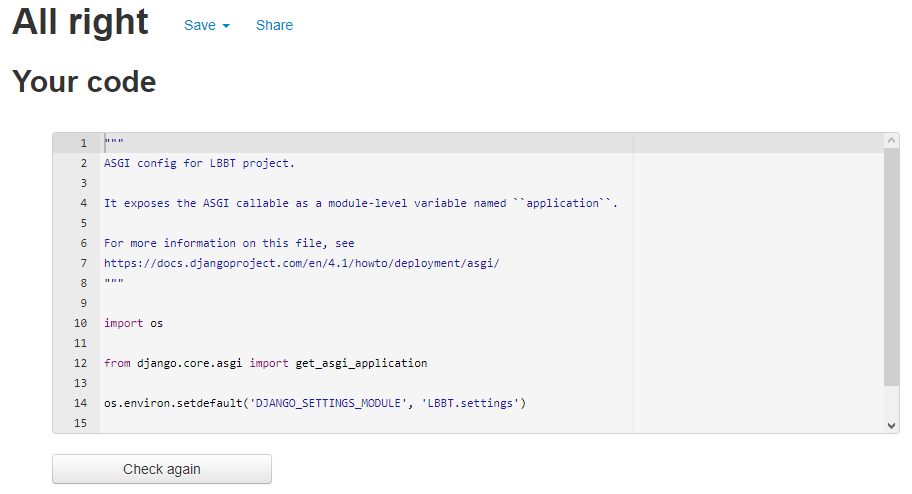 All right Save Share
Your code
1 """
2 ASGI config for LBBT project.
3
4 It exposes the ASGI callable as a module-level variable named ``application``.
5
6 For more information on this file, see
7 https://docs.djangoproject.com/en/4.1/howto/deployment/asgi/
8 """
9
10 import os
11
12 from django.core.asgi import get_asgi_application
13
14 os.environ.setdefault('DJANGO_SETTINGS_MODULE', 'LBBT.settings')
15
Check again